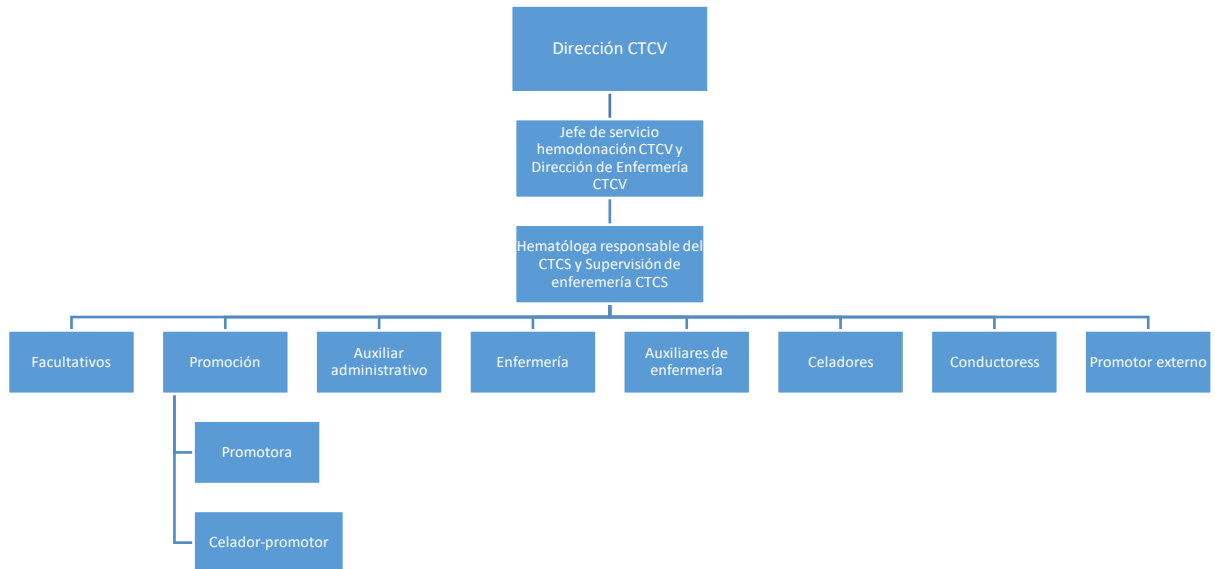 Dirección CTCV
Jefe de servicio
hemodonación CTCV y
Dirección de Enfermería
CTCV
Hematóloga responsable del
CTCS y Supervisión de
enferemería CTCS
Facultativos
Promoción
Auxiliar
administrativo
Enfermería
Auxiliares de
enfermería
Celadores
Conductoress
Promotor externo
Promotora
Celador-promotor